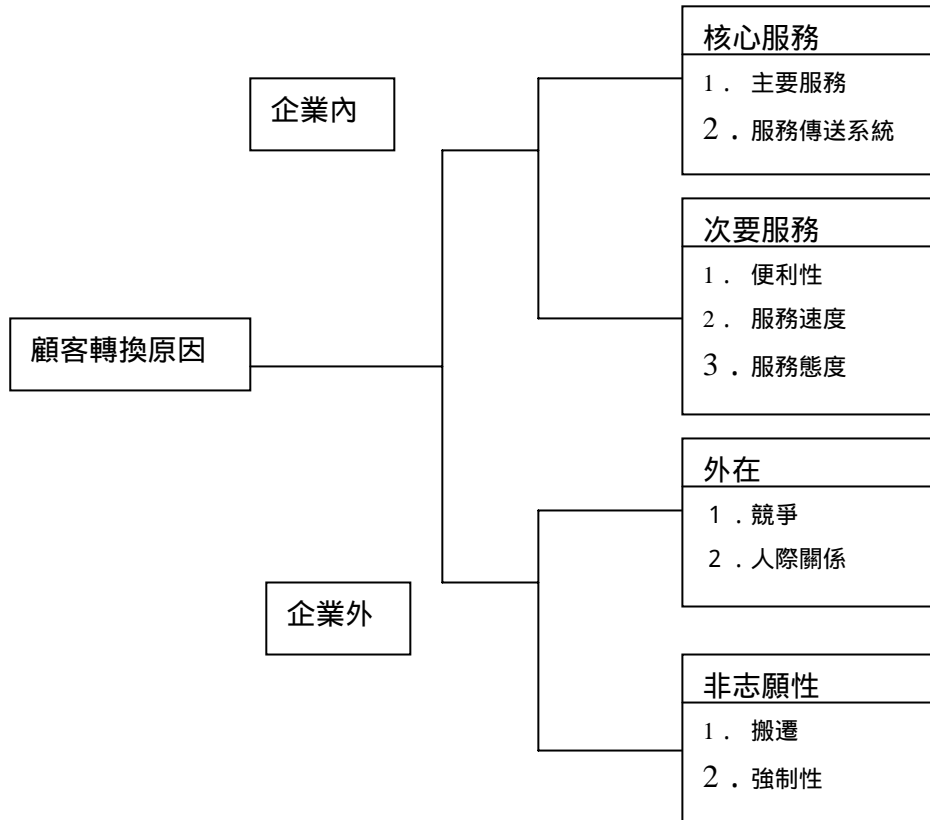 顧客轉換原因
企業內
核心服務
1． 主要服務
2．服務傳送系統
次要服務
1． 便利性
2． 服務速度
3．服務態度
企業外
外在
１．競爭
２．人際關係
非志願性
1． 搬遷
2．強制性